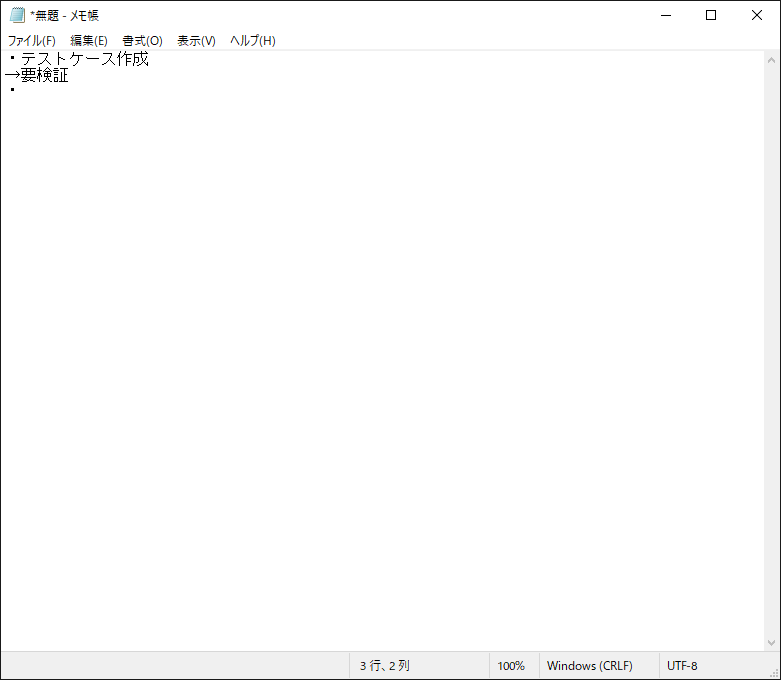 *無題 - メモ帳
ファイル(F) 編集(E) 書式(O) 表示(V) ヘルプ(H)
・テストケース作成
→要検証
・
3 行、2 列 100% Windows (CRLF) UTF-8